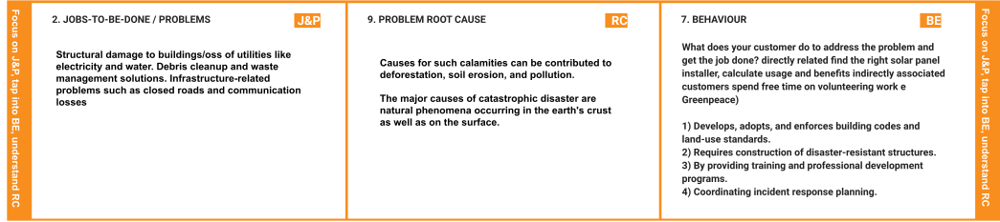 Focus on J&P, tap into BE, understand RC
2. JOBS-TO-BE-DONE / PROBLEMS
J&P
Structural damage to buildings/oss of utilities like
electricity and water. Debris cleanup and waste
management solutions. Infrastructure-related
problems such as closed roads and communication
losses
9. PROBLEM ROOT CAUSE
RC
Causes for such calamities can be contributed to
deforestation, soil erosion, and pollution.
The major causes of catastrophic disaster are
natural phenomena occurring in the earth's crust
as well as on the surface.
7. BEHAVIOUR
BE
What does your customer do to address the problem and
get the job done? directly related find the right solar panel
installer, calculate usage and benefits indirectly associated
customers spend free time on volunteering work e
Greenpeace)
1) Develops, adopts, and enforces building codes and
land-use standards.
2) Requires construction of disaster-resistant structures.
3) By providing training and professional development
programs.
4) Coordinating incident response planning.
Focus on J&P, tap into BE, understand RC